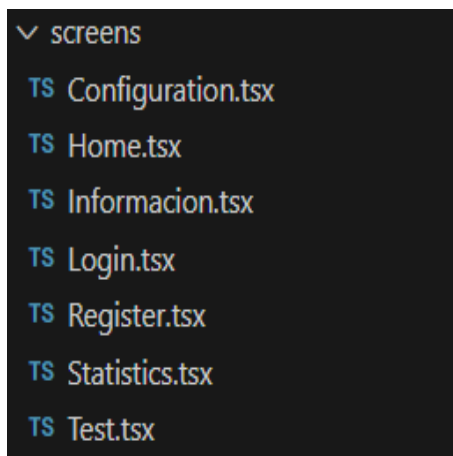 screens
TS Configuration.tsx
TS Home.tsx
TS Informacion.tsx
TS Login.tsx
TS Register.tsx
TS Statistics.tsx
TS Test.tsx